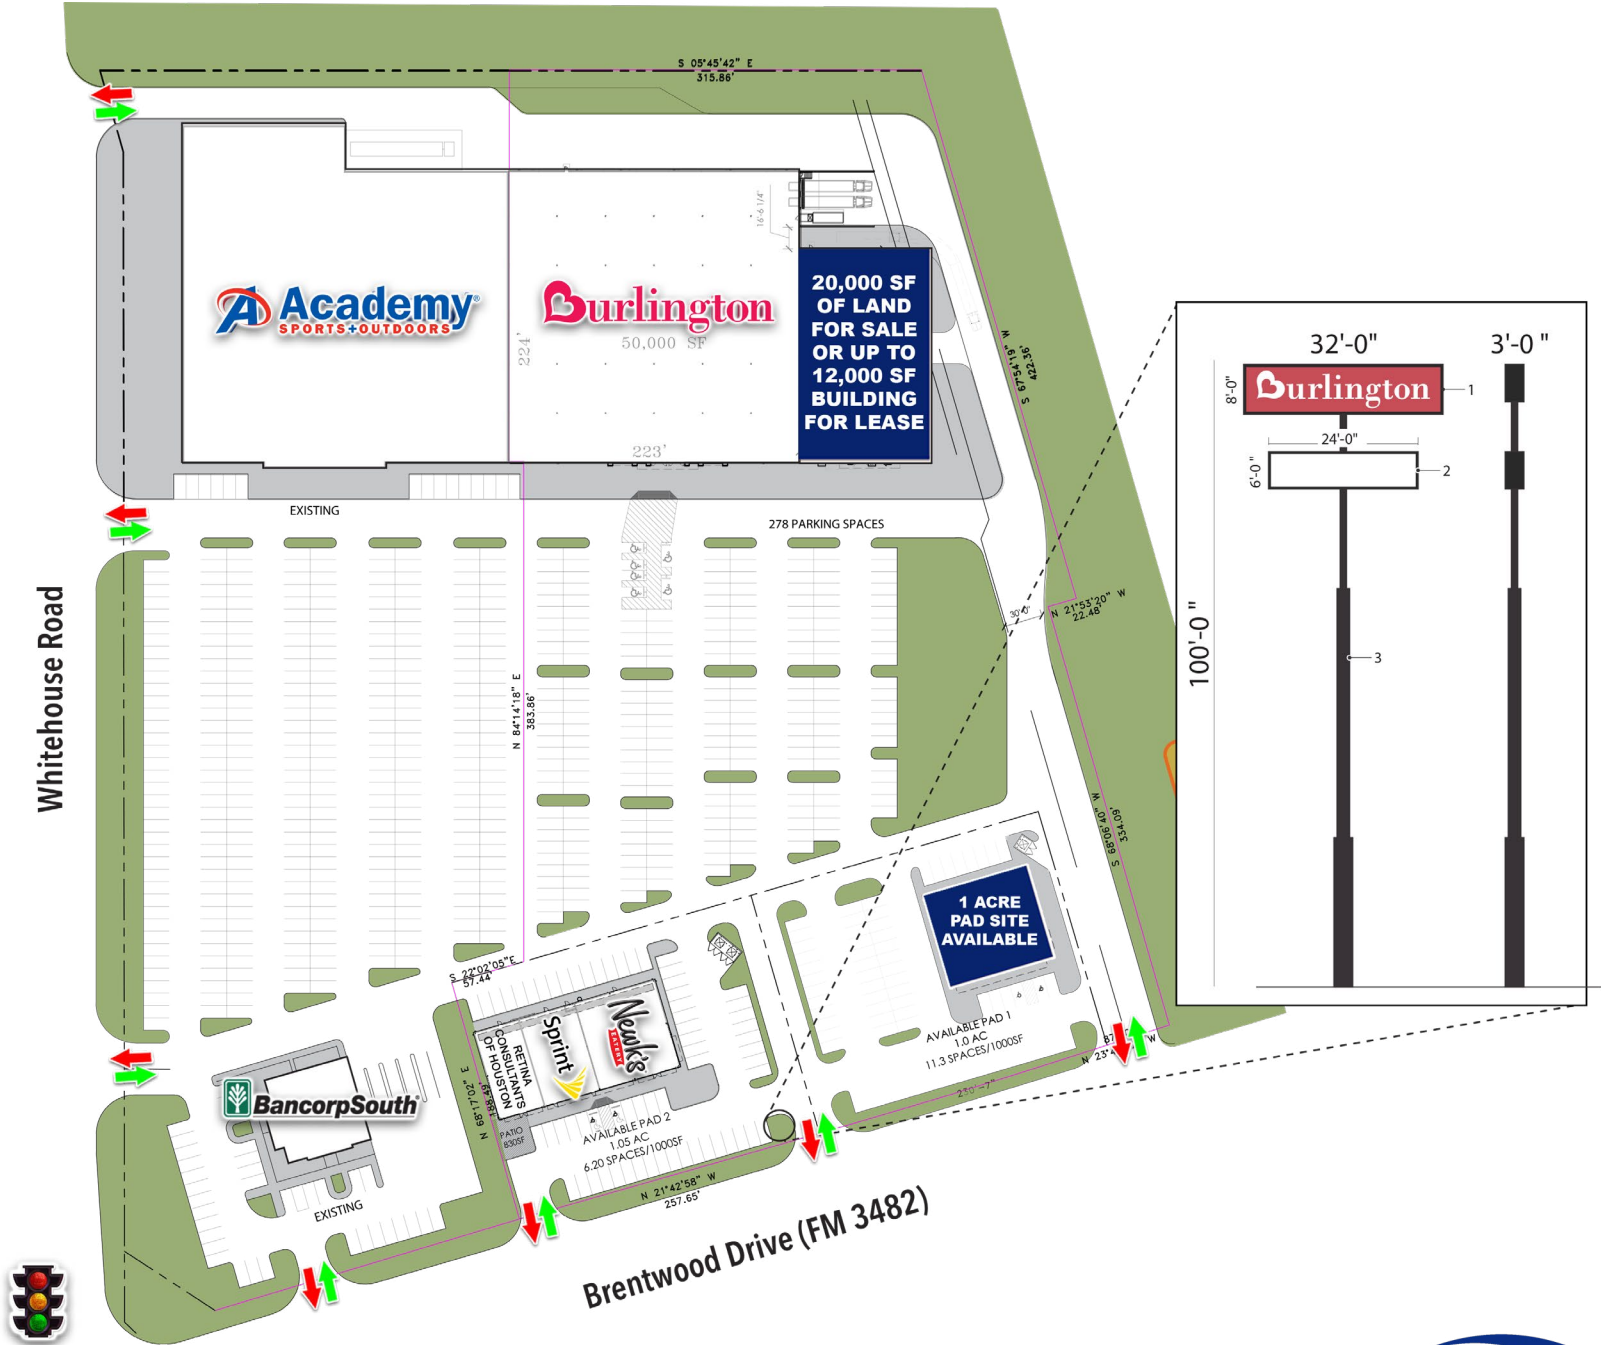 S 05°45'42" E
315.86'
Academy
SPORTS+OUTDOORS
Burlington
50,000 SF
224'
223'
16'-6 1/4"
20,000 SF
OF LAND
FOR SALE
OR UP TO
12,000 SF
BUILDING
FOR LEASE
S 67°54'19" W
422.36'
32'-0"
3'-0 "
8'-0"
Burlington
1
24'-0"
6'-0 "
2
100'-0 "
3
EXISTING
278 PARKING SPACES
30'-0"
N 21°53'20" W
22.48'
Whitehouse Road
N 84°14'18" E
383.86'
S 68°06'40" W
334.09'
1 ACRE
PAD SITE
AVAILABLE
S 22°02'05"E
57.44'
Newk's
EATERY
Sprint
RETINA
CONSULTANTS
OF HOUSTON
AVAILABLE PAD 1
1.0 AC
11.3 SPACES/1000SF
230'-7"
N 68°17'02" E
188.49'
BancorpSouth
PATIO
830SF
AVAILABLE PAD 2
1.05 AC
6.20 SPACES/1000SF
N 21°42'58" W
257.65'
EXISTING
Brentwood Drive (FM 3482)